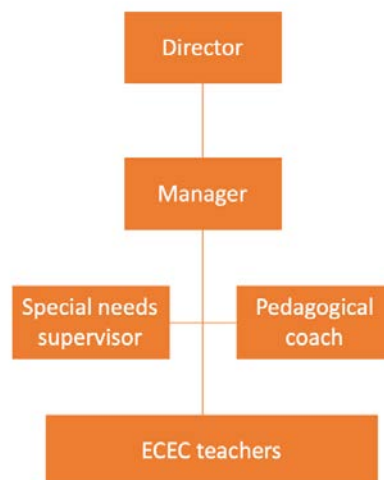 Director
Manager
Special needs
supervisor
Pedagogical
coach
ECEC teachers